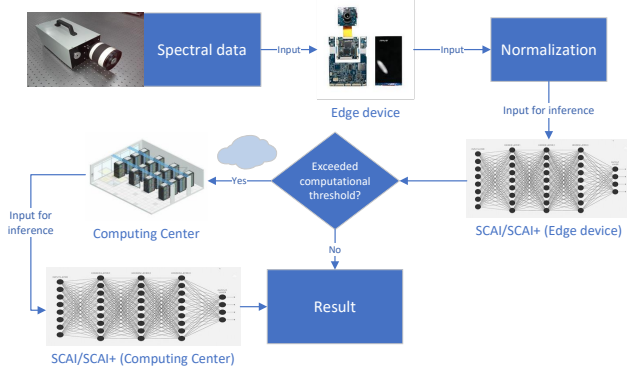 Spectral data
Input
Edge device
Input
Normalization
Input for inference
SCAI/SCAI+ (Edge device)
Exceeded
computational
threshold?
Yes
Computing Center
Input for
inference
SCAI/SCAI+ (Computing Center)
No
Result